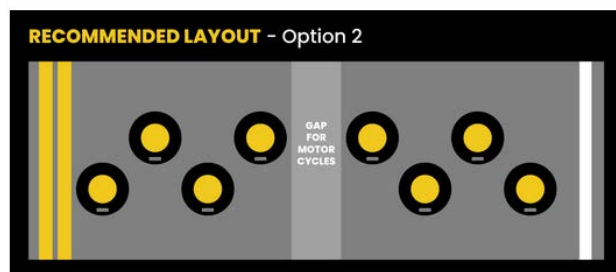 RECOMMENDED LAYOUT - Option 2
GAP
FOR
MOTOR
CYCLES